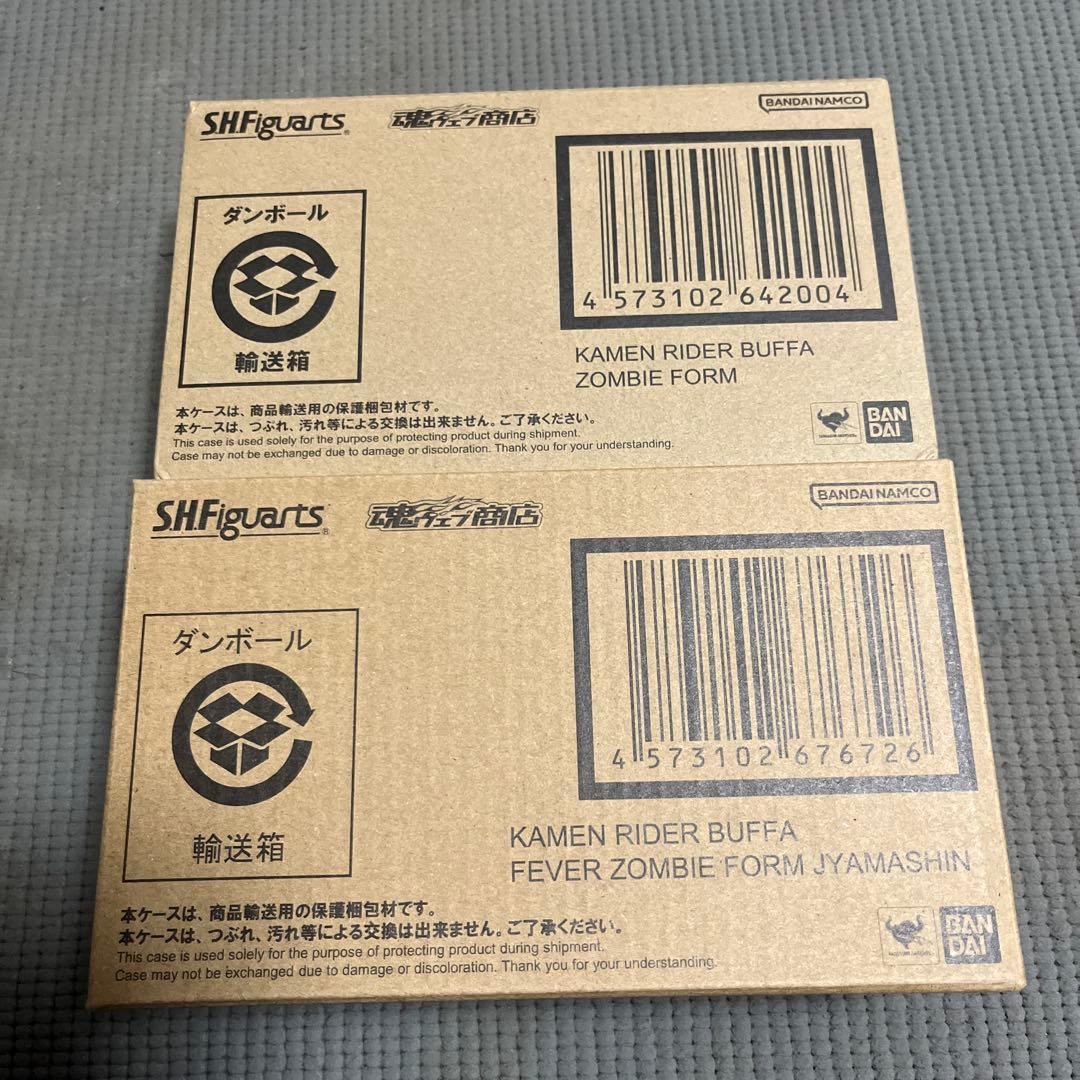 S.H.Figuarts®
魂ウェブ商店
BANDAI NAMCO
ダンボール
輸送箱
4 573102 642004
KAMEN RIDER BUFFA
ZOMBIE FORM
本ケースは、商品輸送用の保護梱包材です。
本ケースは、つぶれ、汚れ等による交換は出来ません。ご了承ください。
This case is used solely for the purpose of protecting product during shipment.
Case may not be exchanged due to damage or discoloration. Thank you for your understanding.
BAN
DAI
S.H.Figuarts®
魂ウェブ商店
BANDAI NAMCO
ダンボール
輸送箱
4 573102 676726
KAMEN RIDER BUFFA
FEVER ZOMBIE FORM JYAMASHIN
本ケースは、商品輸送用の保護梱包材です。
本ケースは、つぶれ、汚れ等による交換は出来ません。ご了承ください。
This case is used solely for the purpose of protecting product during shipment.
Case may not be exchanged due to damage or discoloration. Thank you for your understanding.
BAN
DAI